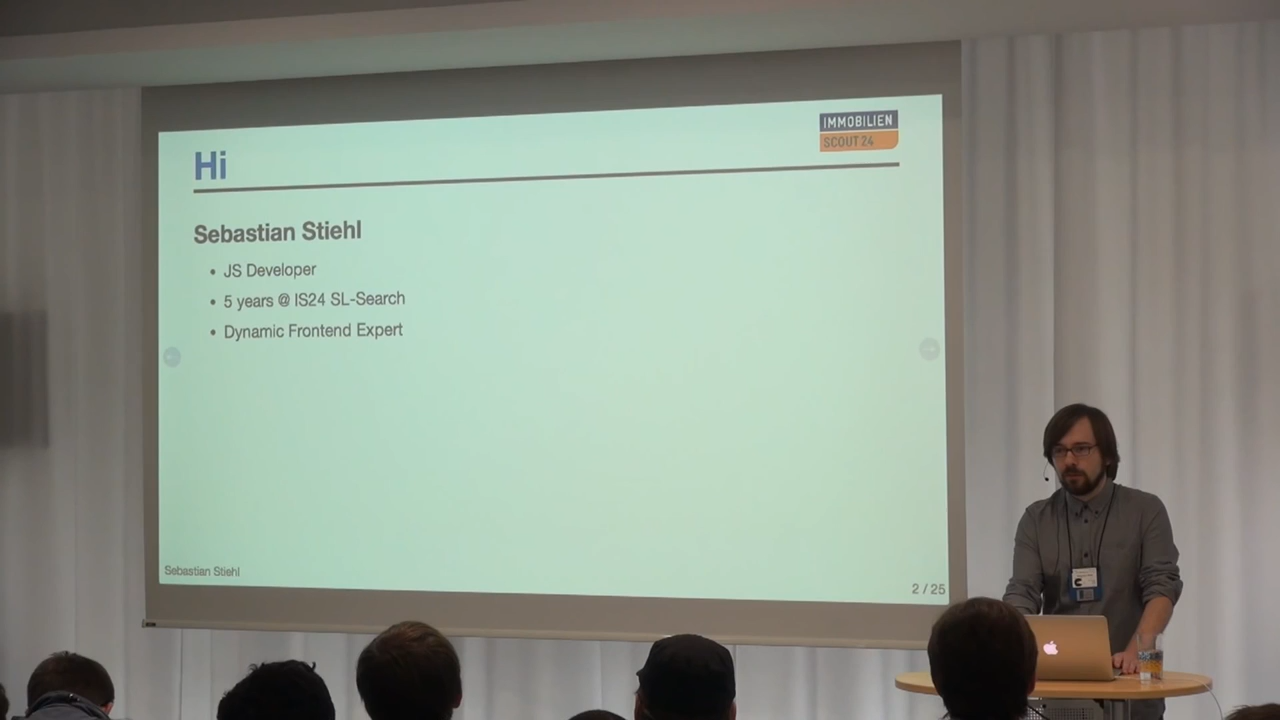 IMMOBILIEN
SCOUT 24
Hi
Sebastian Stiehl
• JS Developer
• 5 years @ IS24 SL-Search
• Dynamic Frontend Expert
Sebastian Stiehl
2 / 25